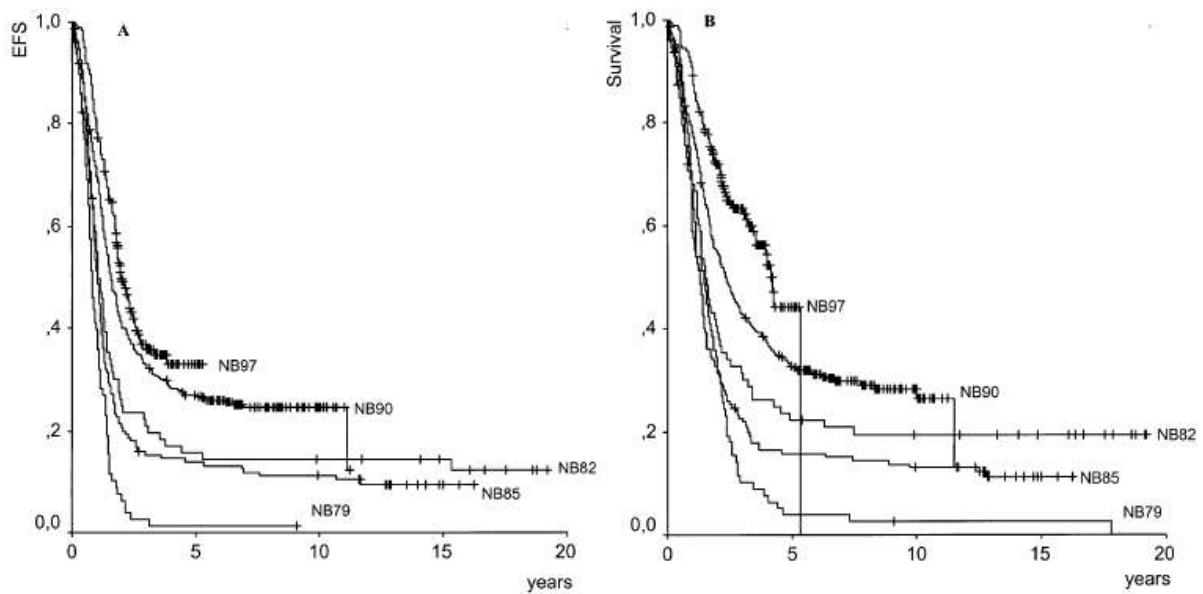 A
EFS
1,0
,8
,6
,4
,2
0,0
NB97
NB90
NB82
NB85
NB79
0 5 10 15 20
years
B
Survival
1,0
,8
,6
,4
,2
0,0
NB97
NB90
NB82
NB85
NB79
0 5 10 15 20
years